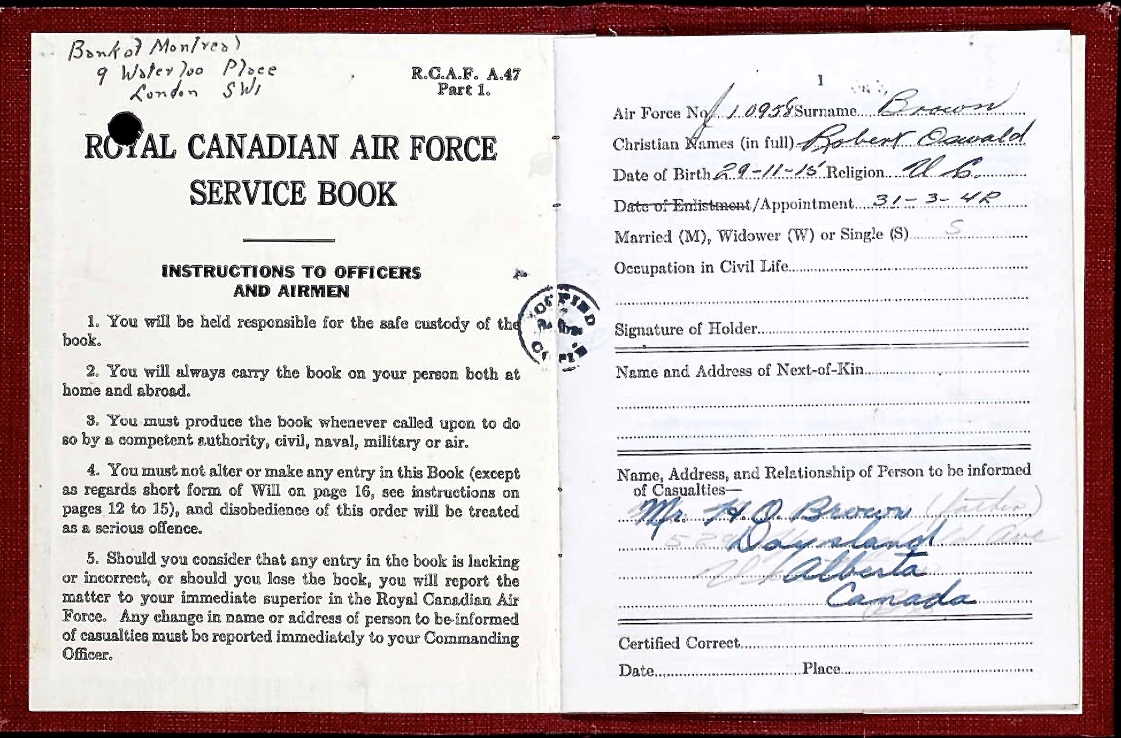 Bank of Montreal
9 Waterloo Place
London SW1
R.C.A.F. A.47
Part 1.
ROYAL CANADIAN AIR FORCE
SERVICE BOOK
INSTRUCTIONS TO OFFICERS
AND AIRMEN
1. You will be held responsible for the safe custody of the
book.
2. You will always carry the book on your person both at
home and abroad.
3. You must produce the book whenever called upon to do
so by a competent authority, civil, naval, military or air.
4. You must not alter or make any entry in this Book (except
as regards short form of Will on page 16, see instructions on
pages 12 to 15), and disobedience of this order will be treated
as a serious offence.
5. Should you consider that any entry in the book is lacking
or incorrect, or should you lose the book, you will report the
matter to your immediate superior in the Royal Canadian Air
Force. Any change in name or address of person to be informed
of casualties must be reported immediately to your Commanding
Officer.
COPIED
COPIE
1
Air Force No. J 10958 Surname Brown
Christian Names (in full) Robert Oswald
Date of Birth 29-11-15 Religion U.C.
Date of Enlistment/Appointment 31-3-42
Married (M), Widower (W) or Single (S) S
Occupation in Civil Life
Signature of Holder
Name and Address of Next-of-Kin
Name, Address, and Relationship of Person to be informed
of Casualties—
Mr. H.O. Brown (father)
Daysland Ave
Alberta
Canada
Certified Correct
Date Place